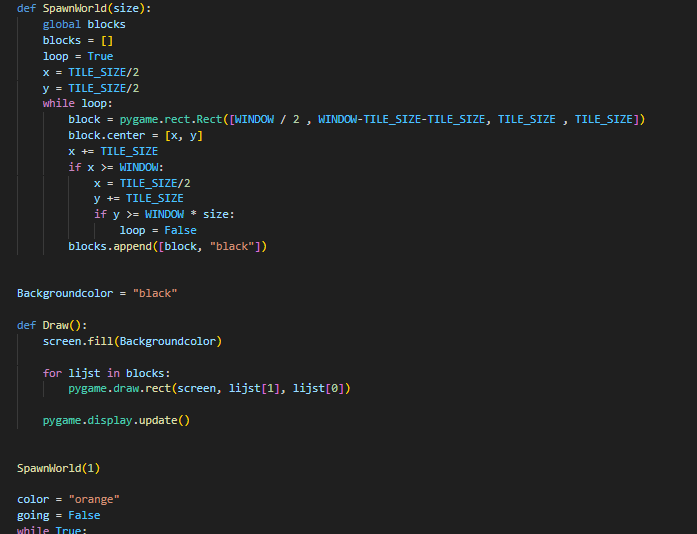 def SpawnWorld(size):
    global blocks
    blocks = []
    loop = True
    x = TILE_SIZE/2
    y = TILE_SIZE/2
    while loop:
        block = pygame.rect.Rect([WINDOW / 2 , WINDOW-TILE_SIZE-TILE_SIZE, TILE_SIZE , TILE_SIZE])
        block.center = [x, y]
        x += TILE_SIZE
        if x >= WINDOW:
            x = TILE_SIZE/2
            y += TILE_SIZE
            if y >= WINDOW * size:
                loop = False
        blocks.append([block, "black"])
Backgroundcolor = "black"
def Draw():
    screen.fill(Backgroundcolor)
    for lijst in blocks:
        pygame.draw.rect(screen, lijst[1], lijst[0])
    pygame.display.update()
SpawnWorld(1)
color = "orange"
going = False
while True: